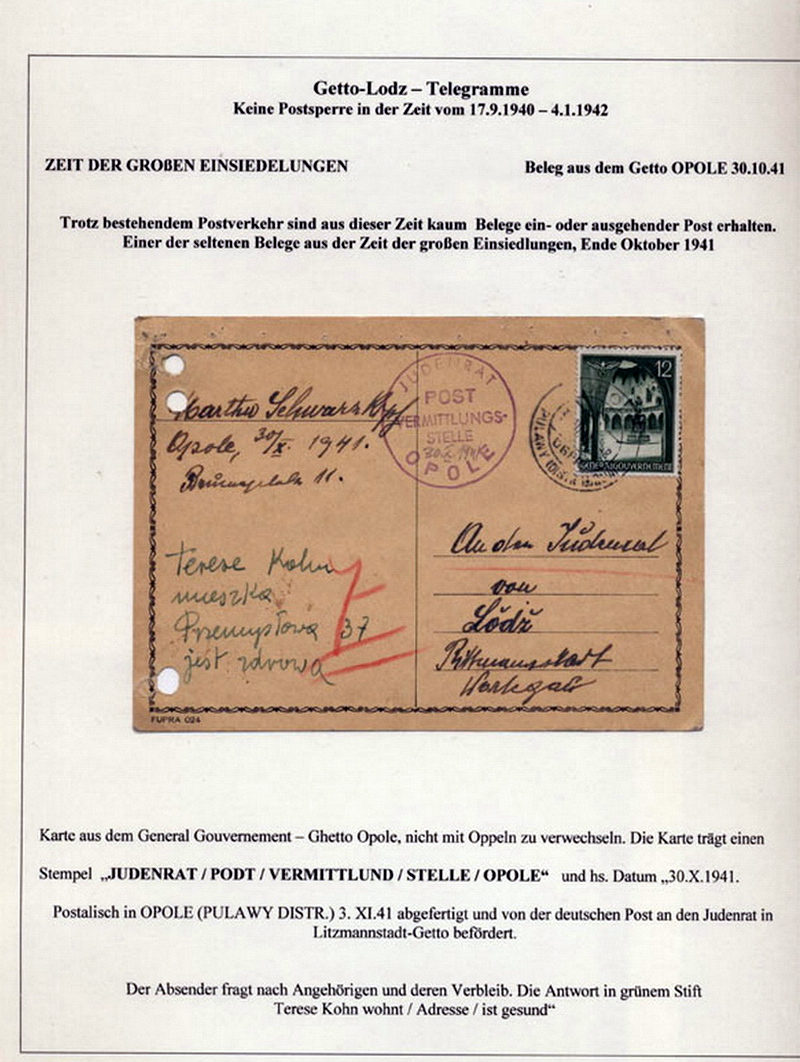 Getto-Lodz – Telegramme
Keine Postsperre in der Zeit vom 17.9.1940 – 4.1.1942
ZEIT DER GROßEN EINSIEDELUNGEN
Beleg aus dem Getto OPOLE 30.10.41
Trotz bestehendem Postverkehr sind aus dieser Zeit kaum Belege ein- oder ausgehender Post erhalten.
Einer der seltenen Belege aus der Zeit der großen Einsiedlungen, Ende Oktober 1941
Martha Schwarzkopf
Opole, 30/X. 1941.
11.
Terese Kohn
mieszka
Przemysłowa 37
jest zdrowa
FUPRA 024
JUDENRAT
POST
VERMITTLUNGS-
STELLE
OPOLE
PULAWY
12
GENERALGOUVERNEMENT
An den Judenrat
von
Lodž
Litzmannstadt
Wartegau
Karte aus dem General Gouvernement – Ghetto Opole, nicht mit Oppeln zu verwechseln. Die Karte trägt einen
Stempel „JUDENRAT / PODT / VERMITTLUND / STELLE / OPOLE“ und hs. Datum „30.X.1941.
Postalisch in OPOLE (PULAWY DISTR.) 3. XI.41 abgefertigt und von der deutschen Post an den Judenrat in
Litzmannstadt-Getto befördert.
Der Absender fragt nach Angehörigen und deren Verbleib. Die Antwort in grünem Stift
Terese Kohn wohnt / Adresse / ist gesund“